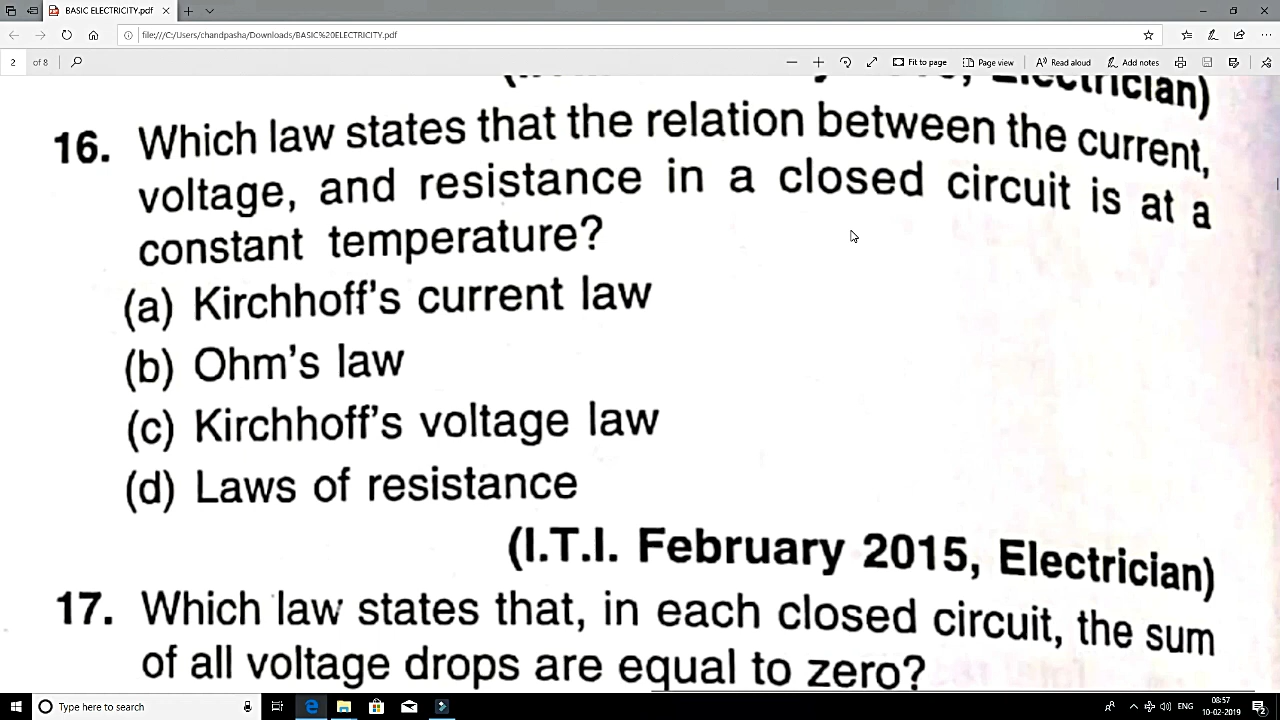 BASIC ELECTRICITY.pdf
file:///C:/Users/chandpasha/Downloads/BASIC%20ELECTRICITY.pdf
2 of 8 Fit to page Page view Read aloud Add notes
Electrician)
16. Which law states that the relation between the current,
voltage, and resistance in a closed circuit is at a
constant temperature?
(a) Kirchhoff's current law
(b) Ohm's law
(c) Kirchhoff's voltage law
(d) Laws of resistance
(I.T.I. February 2015, Electrician)
17. Which law states that, in each closed circuit, the sum
of all voltage drops are equal to zero?
Type here to search
ENG
08:57
10-02-2019